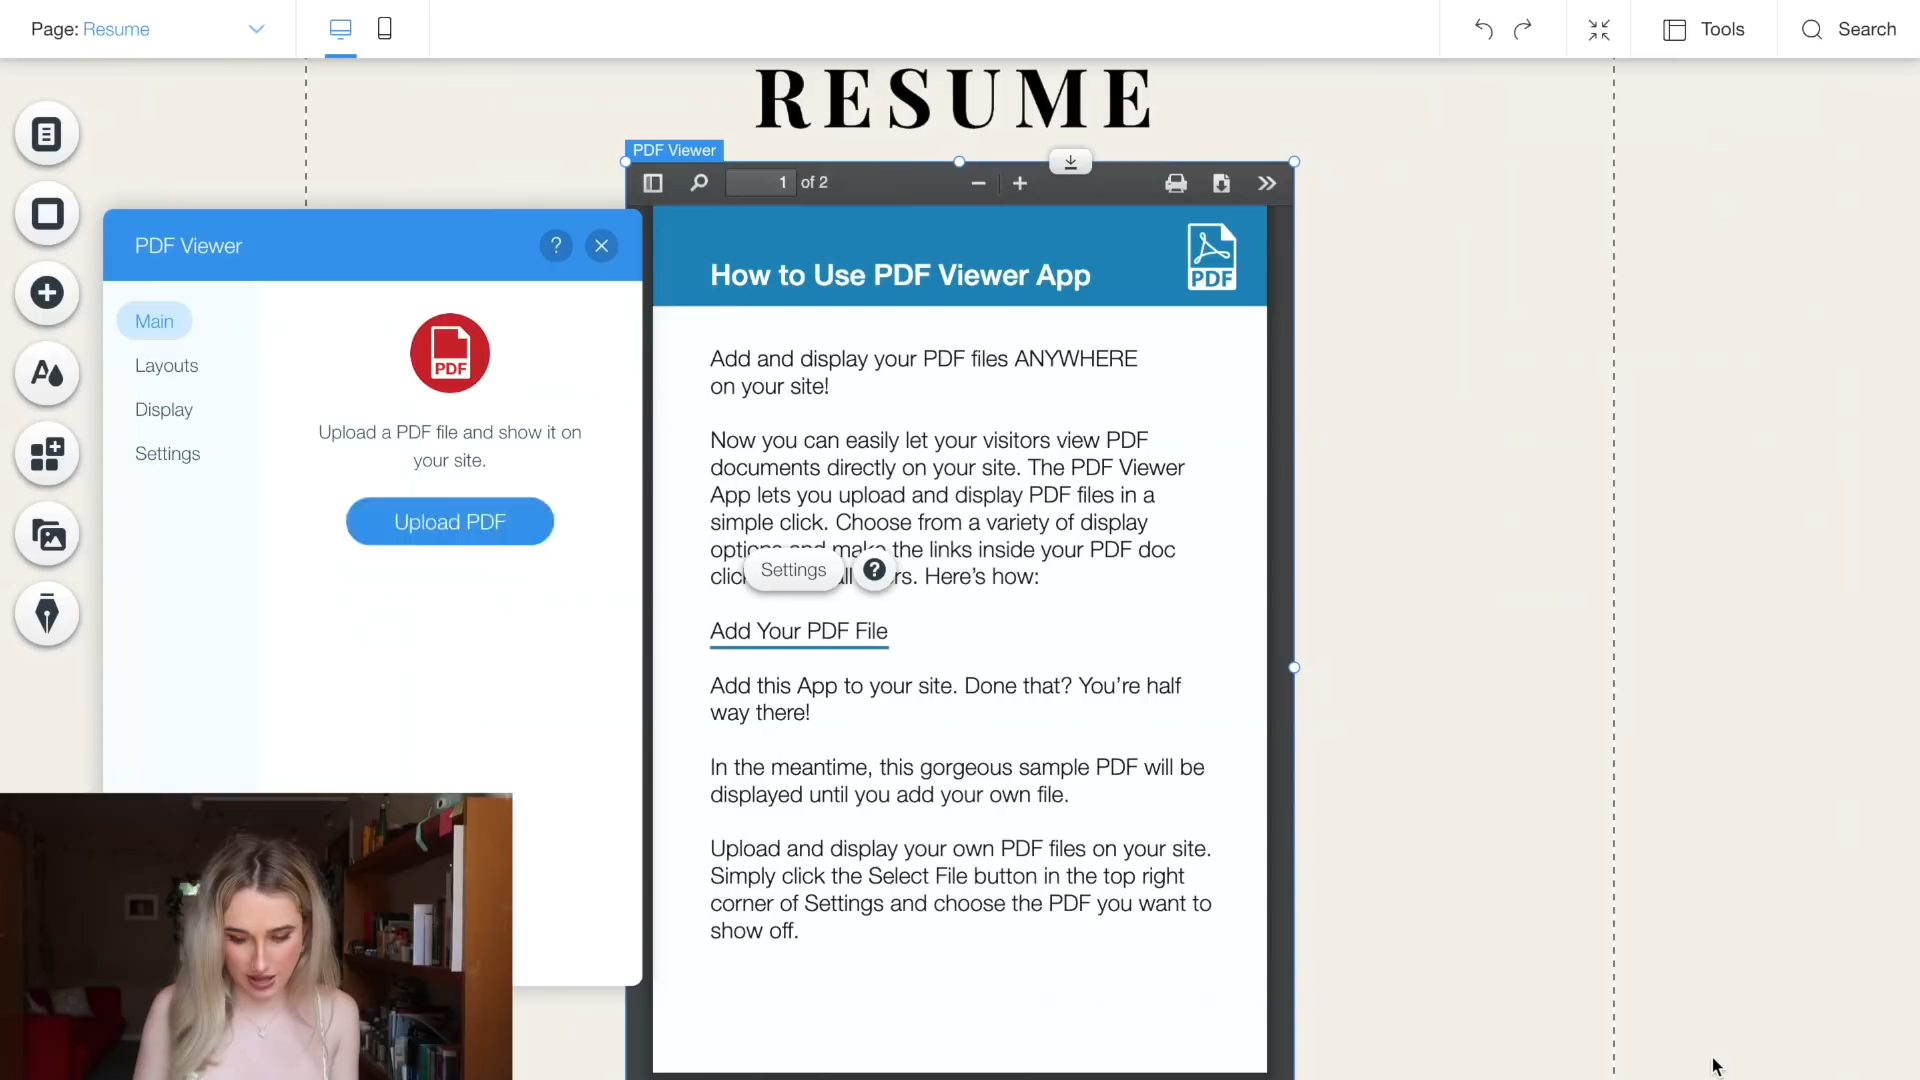 Page: Resume
Tools
Search
RESUME
PDF Viewer
1 of 2
PDF Viewer
?
Main
Layouts
Display
Settings
PDF
Upload a PDF file and show it on
your site.
Upload PDF
How to Use PDF Viewer App
PDF
Add and display your PDF files ANYWHERE
on your site!
Now you can easily let your visitors view PDF
documents directly on your site. The PDF Viewer
App lets you upload and display PDF files in a
simple click. Choose from a variety of display
options and make the links inside your PDF doc
Settings
?
Here's how:
Add Your PDF File
Add this App to your site. Done that? You're half
way there!
In the meantime, this gorgeous sample PDF will be
displayed until you add your own file.
Upload and display your own PDF files on your site.
Simply click the Select File button in the top right
corner of Settings and choose the PDF you want to
show off.